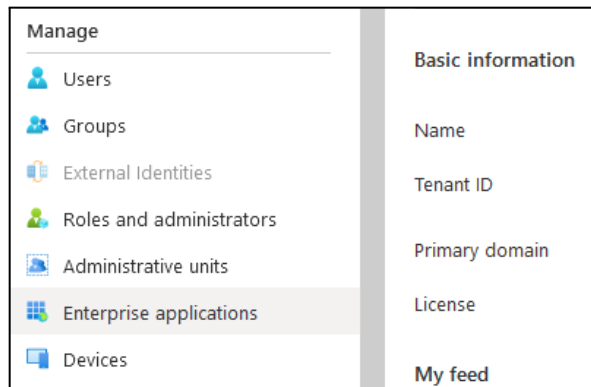 Manage
Users
Groups
External Identities
Roles and administrators
Administrative units
Enterprise applications
Devices
Basic information
Name
Tenant ID
Primary domain
License
My feed